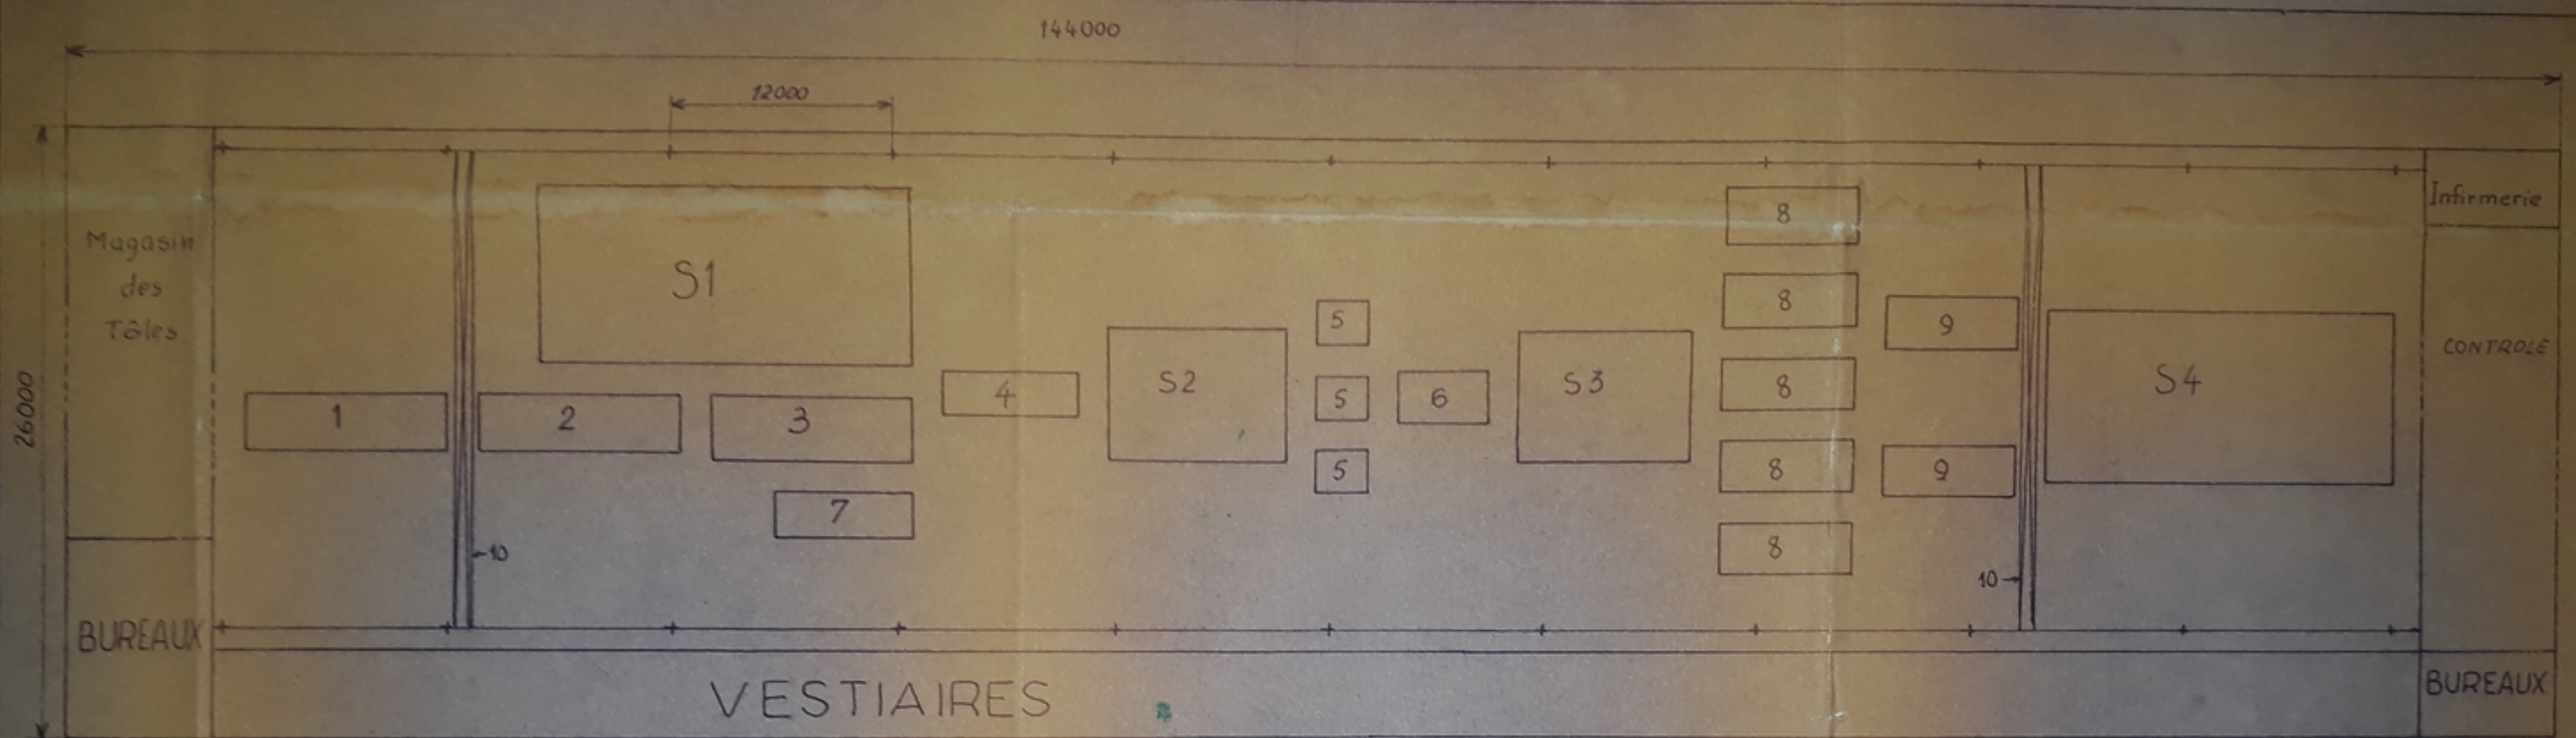 144000
12000
26000
Magasin
des
Tôles
BUREAUX
S1
1
2
3
4
7
10
S2
5
5
5
6
S3
8
8
8
8
8
9
9
10
S4
Infirmerie
CONTROLE
BUREAUX
VESTIAIRES